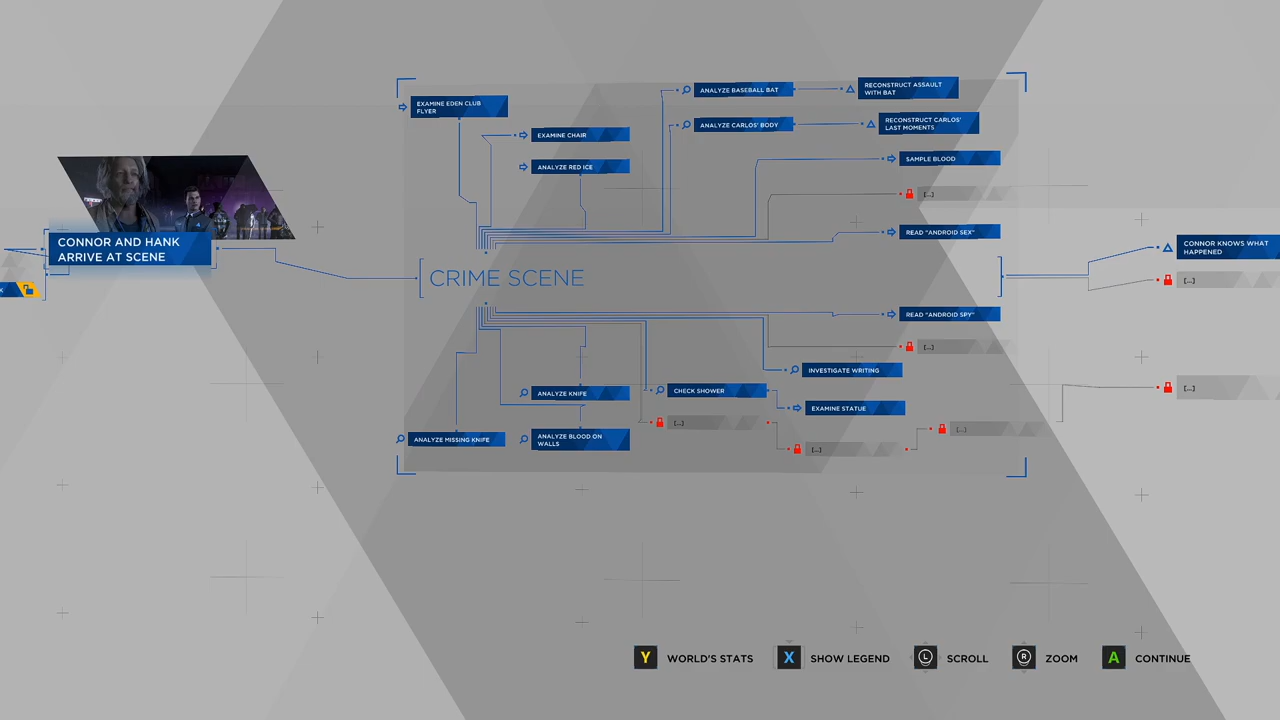 EXAMINE EDEN CLUB
FLYER
EXAMINE CHAIR
ANALYZE RED ICE
ANALYZE BASEBALL BAT
RECONSTRUCT ASSAULT
WITH BAT
ANALYZE CARLOS' BODY
RECONSTRUCT CARLOS'
LAST MOMENTS
SAMPLE BLOOD
[...]
READ "ANDROID SEX"
CONNOR AND HANK
ARRIVE AT SCENE
X
CRIME SCENE
CONNOR KNOWS WHAT
HAPPENED
[...]
READ "ANDROID SPY"
[...]
INVESTIGATE WRITING
[...]
ANALYZE KNIFE
CHECK SHOWER
EXAMINE STATUE
[...]
[...]
ANALYZE MISSING KNIFE
ANALYZE BLOOD ON
WALLS
[...]
Y WORLD'S STATS
X SHOW LEGEND
L SCROLL
R ZOOM
A CONTINUE